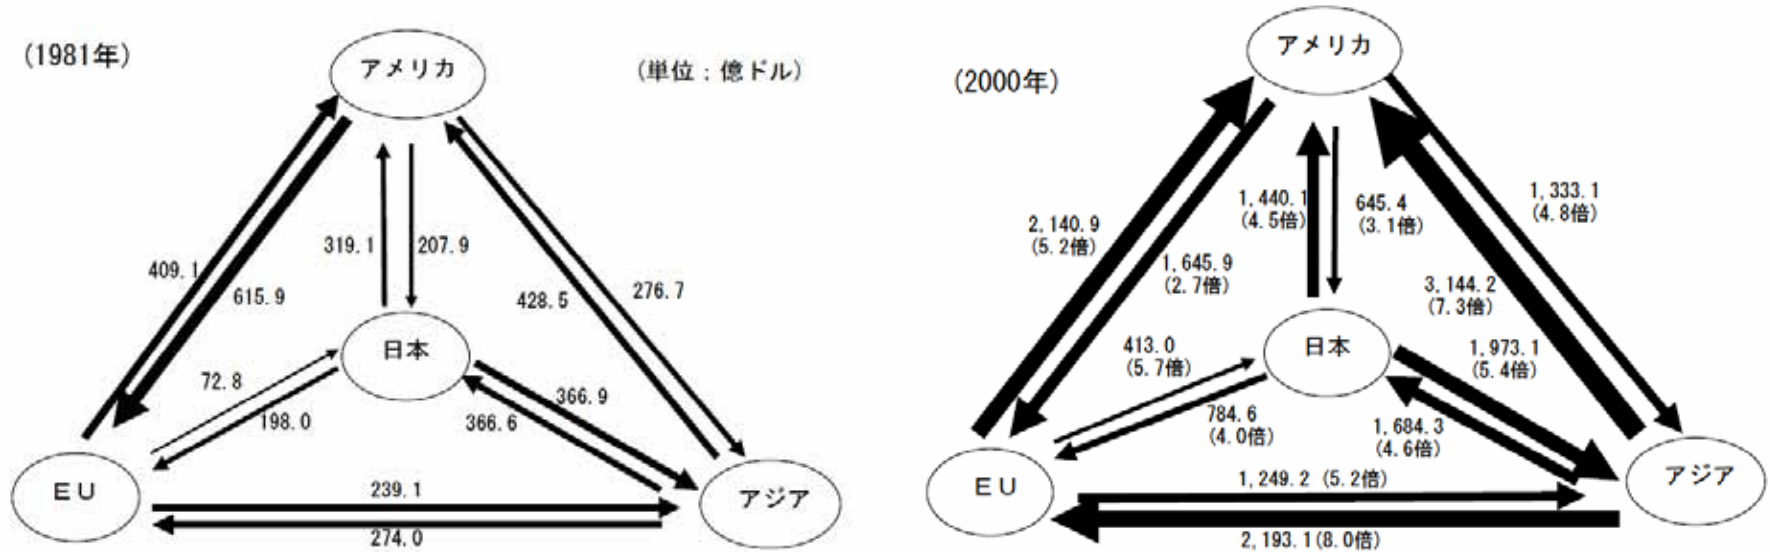 (1981年)
アメリカ
(単位：億ドル)
409.1
615.9
319.1
207.9
428.5
276.7
日本
72.8
198.0
366.9
366.6
ＥＵ
239.1
274.0
アジア
(2000年)
アメリカ
2,140.9
(5.2倍)
1,645.9
(2.7倍)
1,440.1
(4.5倍)
645.4
(3.1倍)
1,333.1
(4.8倍)
3,144.2
(7.3倍)
日本
413.0
(5.7倍)
784.6
(4.0倍)
1,973.1
(5.4倍)
1,684.3
(4.6倍)
ＥＵ
1,249.2 (5.2倍)
2,193.1(8.0倍)
アジア